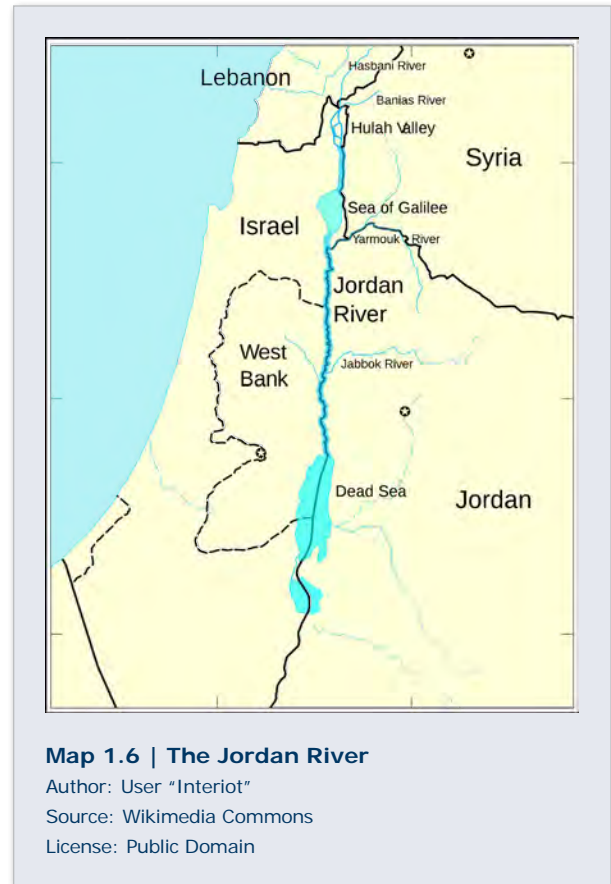 Hasbani River
Lebanon
Banias River
Hulah Valley
Syria
Sea of Galilee
Israel
Yarmouk River
Jordan
River
West
Bank
Jabbok River
Dead Sea
Jordan
Map 1.6 | The Jordan River
Author: User “Interiot”
Source: Wikimedia Commons
License: Public Domain